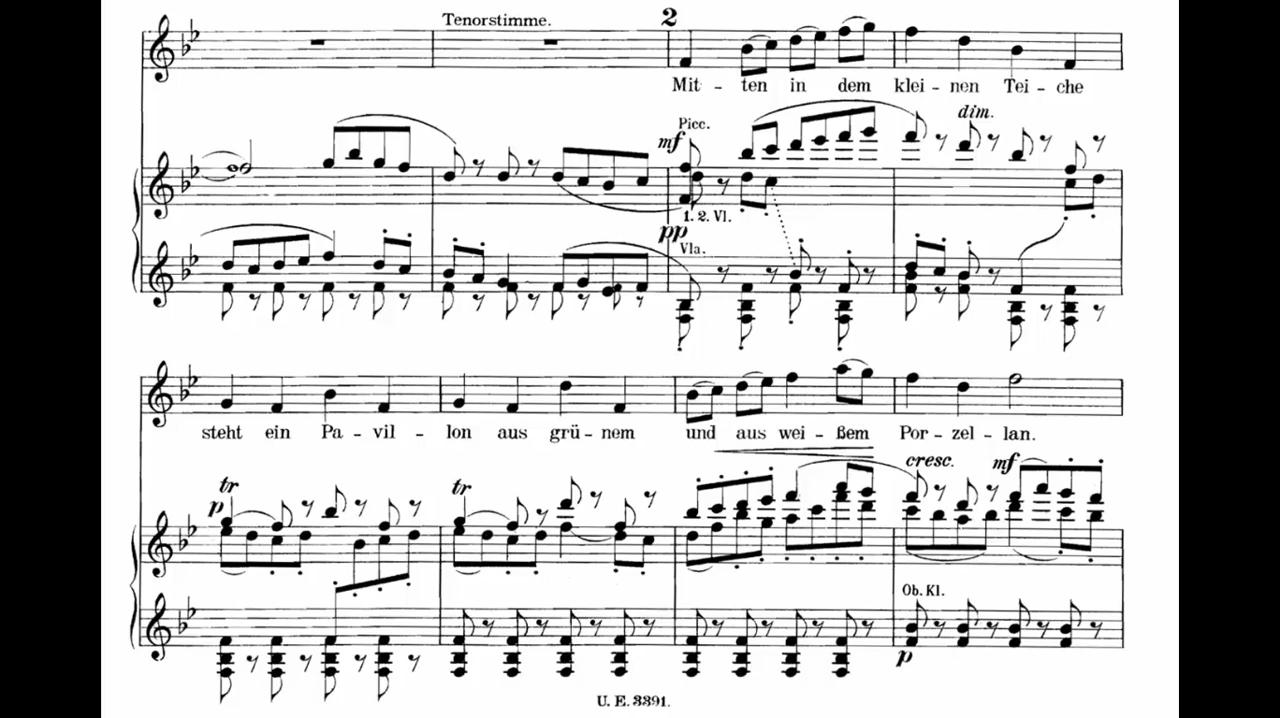 Tenorstimme.
2
Mit - ten in dem klei - nen Tei - che
Picc.
mf
dim.
1. 2. Vl.
pp
Vla.
steht ein Pa - vil - lon aus grü - nem und aus wei - ßem Por - zel - lan.
tr
tr
cresc.
mf
p
Ob. Kl.
p
U. E. 3391.